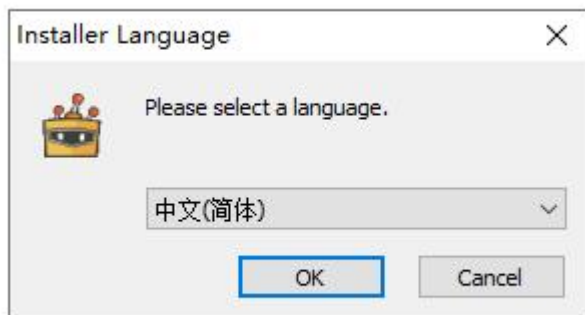 Installer Language
Please select a language.
中文(简体)
OK
Cancel